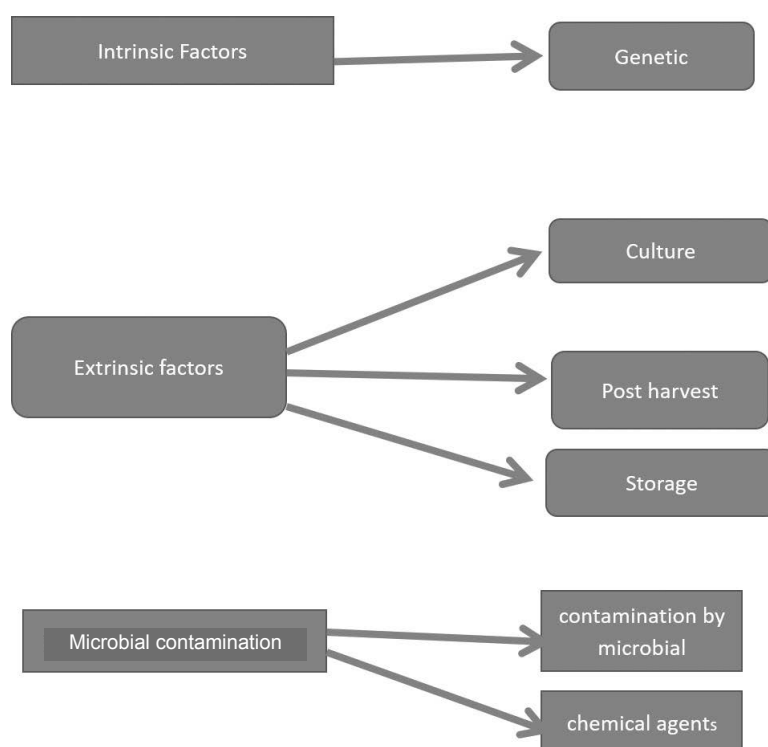 Intrinsic Factors
Genetic
Culture
Extrinsic factors
Post harvest
Storage
Microbial contamination
contamination by
microbial
chemical agents